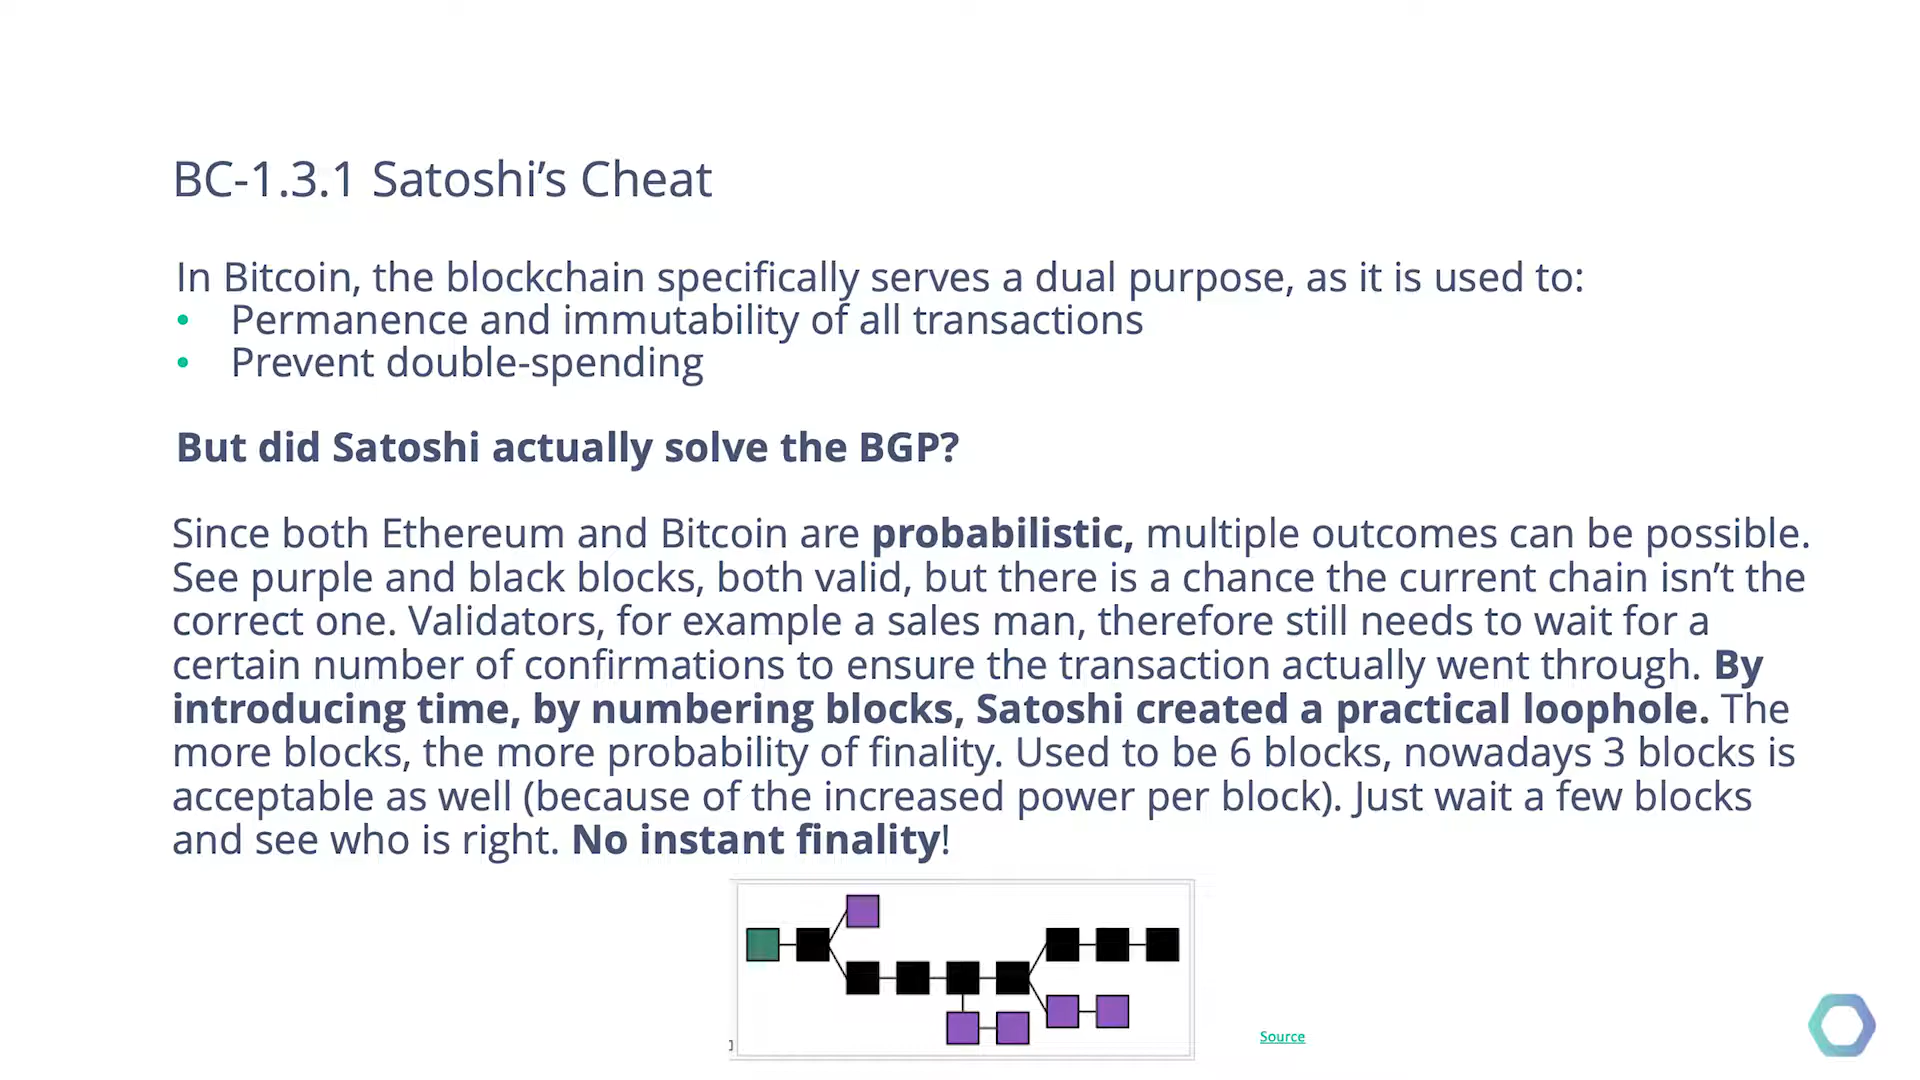 BC-1.3.1 Satoshi’s Cheat
In Bitcoin, the blockchain specifically serves a dual purpose, as it is used to:
• Permanence and immutability of all transactions
• Prevent double-spending
But did Satoshi actually solve the BGP?
Since both Ethereum and Bitcoin are probabilistic, multiple outcomes can be possible.
See purple and black blocks, both valid, but there is a chance the current chain isn’t the
correct one. Validators, for example a sales man, therefore still needs to wait for a
certain number of confirmations to ensure the transaction actually went through. By
introducing time, by numbering blocks, Satoshi created a practical loophole. The
more blocks, the more probability of finality. Used to be 6 blocks, nowadays 3 blocks is
acceptable as well (because of the increased power per block). Just wait a few blocks
and see who is right. No instant finality!
Source